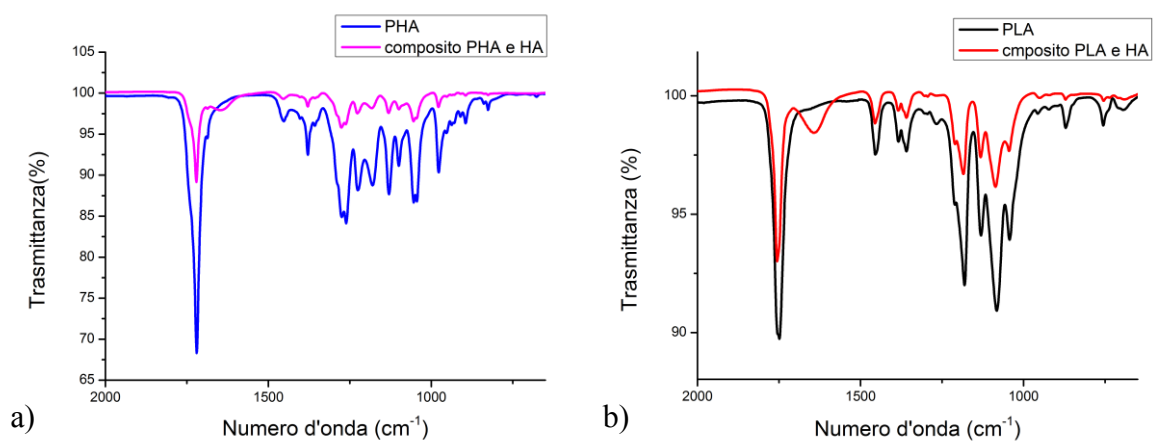 PHA
composito PHA e HA
105
100
95
90
85
80
75
70
65
Trasmittanza(%)
2000
1500
1000
Numero d'onda (cm-1)
a)
PLA
cmposito PLA e HA
100
95
90
Trasmittanza (%)
2000
1500
1000
Numero d'onda (cm-1)
b)